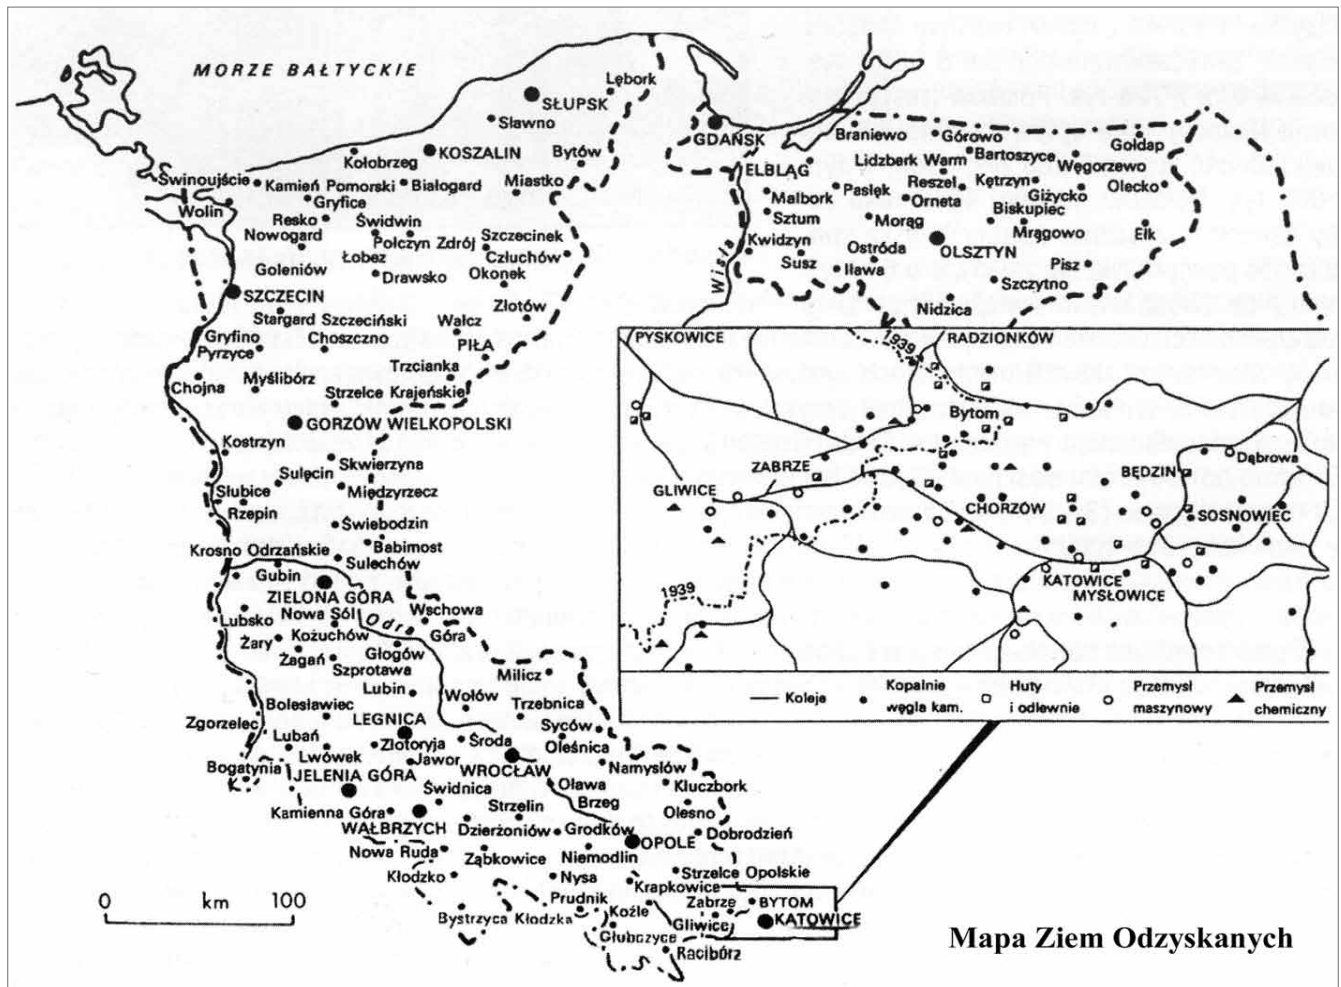 MORZE BAŁTYCKIE
Lębork
SŁUPSK
Sławno
KOSZALIN
Bytów
Kołobrzeg
Świnoujście
Kamień Pomorski
Białogard
Miastko
Wolin
Gryfice
Resko
Świdwin
Nowogard
Połczyn Zdrój
Szczecinek
Łobez
Człuchów
Goleniów
Drawsko
Okonek
SZCZECIN
Złotów
Stargard Szczeciński
Wałcz
Gryfino
Choszczno
PIŁA
Pyrzyce
Trzcianka
Chojna
Myślibórz
Strzelce Krajeńskie
GORZÓW WIELKOPOLSKI
Kostrzyn
Skwierzyna
Sulęcin
Słubice
Międzyrzecz
Rzepin
Świebodzin
Krosno Odrzańskie
Babimost
Sulechów
Gubin
ZIELONA GÓRA
Nowa Sól
Wschowa
Lubsko
Odra
Żary
Kożuchów
Góra
Żagań
Głogów
Szprotawa
Milicz
Lubin
Wołów
Bolesławiec
Trzebnica
Zgorzelec
LEGNICA
Syców
Lubań
Złotoryja
Środa
Oleśnica
Lwówek
Jawor
WROCŁAW
Namysłów
Bogatynia
JELENIA GÓRA
Świdnica
Oława
Kluczbork
Strzelin
Brzeg
Kamienna Góra
Olesno
WAŁBRZYCH
Dzierżoniów
Grodków
Dobrodzień
OPOLE
Nowa Ruda
Ząbkowice
Niemodlin
Kłodzko
Nysa
Strzelce Opolskie
Krapkowice
Prudnik
Zabrze
BYTOM
Bystrzyca Kłodzka
Koźle
Gliwice
KATOWICE
Głubczyce
Racibórz
0 km 100
GDAŃSK
Braniewo
Górowo
Gołdap
Lidzbark Warm
Bartoszyce
ELBLĄG
Węgorzewo
Pasłęk
Reszel
Kętrzyn
Olecko
Malbork
Orneta
Giżycko
Sztum
Morąg
Biskupiec
Mrągowo
Ełk
Kwidzyn
Ostróda
OLSZTYN
Wisła
Susz
Iława
Pisz
Szczytno
Nidzica
PYSKOWICE
1939
RADZIONKÓW
Bytom
ZABRZE
BĘDZIN
Dąbrowa
GLIWICE
CHORZÓW
SOSNOWIEC
1939
KATOWICE
MYSŁOWICE
Koleje
Kopalnie
węgla kam.
Huty
i odlewnie
Przemysł
maszynowy
Przemysł
chemiczny
Mapa Ziem Odzyskanych